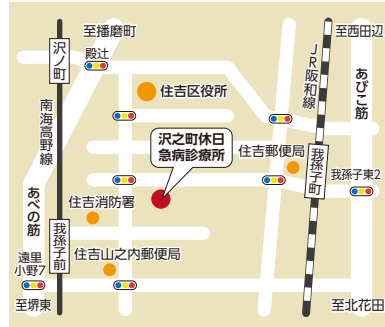 至播磨町
至西田辺
殿辻
沢ノ町
JR阪和線
あびこ筋
住吉区役所
南海高野線
沢之町休日
急病診療所
住吉郵便局
我孫子町
我孫子東2
あべの筋
住吉消防署
我孫子前
住吉山之内郵便局
遠里
小野7
至堺東
至北花田